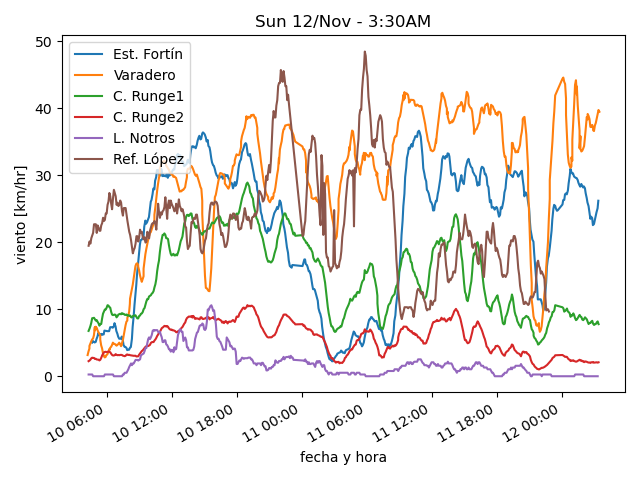 Sun 12/Nov - 3:30AM
50
40
30
20
10
0
viento [km/hr]
Est. Fortín
Varadero
C. Runge1
C. Runge2
L. Notros
Ref. López
10 06:00
10 12:00
10 18:00
11 00:00
11 06:00
11 12:00
11 18:00
12 00:00
fecha y hora